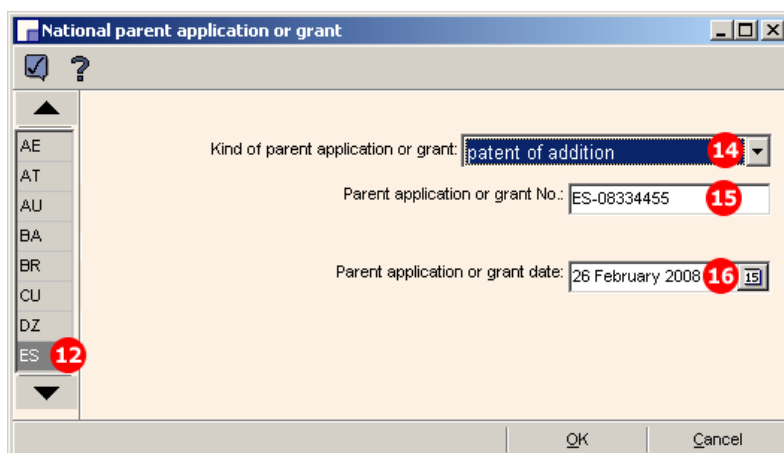 National parent application or grant
?
AE
AT
AU
BA
BR
CU
DZ
ES 12
Kind of parent application or grant: patent of addition 14
Parent application or grant No.: ES-08334455 15
Parent application or grant date: 26 February 2008 16 15
OK Cancel